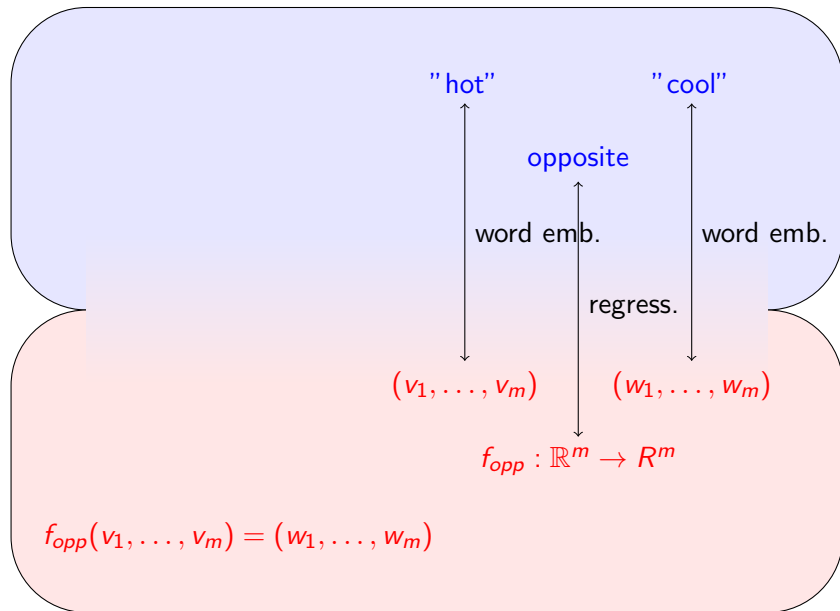 ”hot” ”cool”
opposite
word emb. word emb.
regress.
(v₁, . . . , vₘ) (w₁, . . . , wₘ)
fₒₚₚ : ℝᵐ → Rᵐ
fₒₚₚ(v₁, . . . , vₘ) = (w₁, . . . , wₘ)